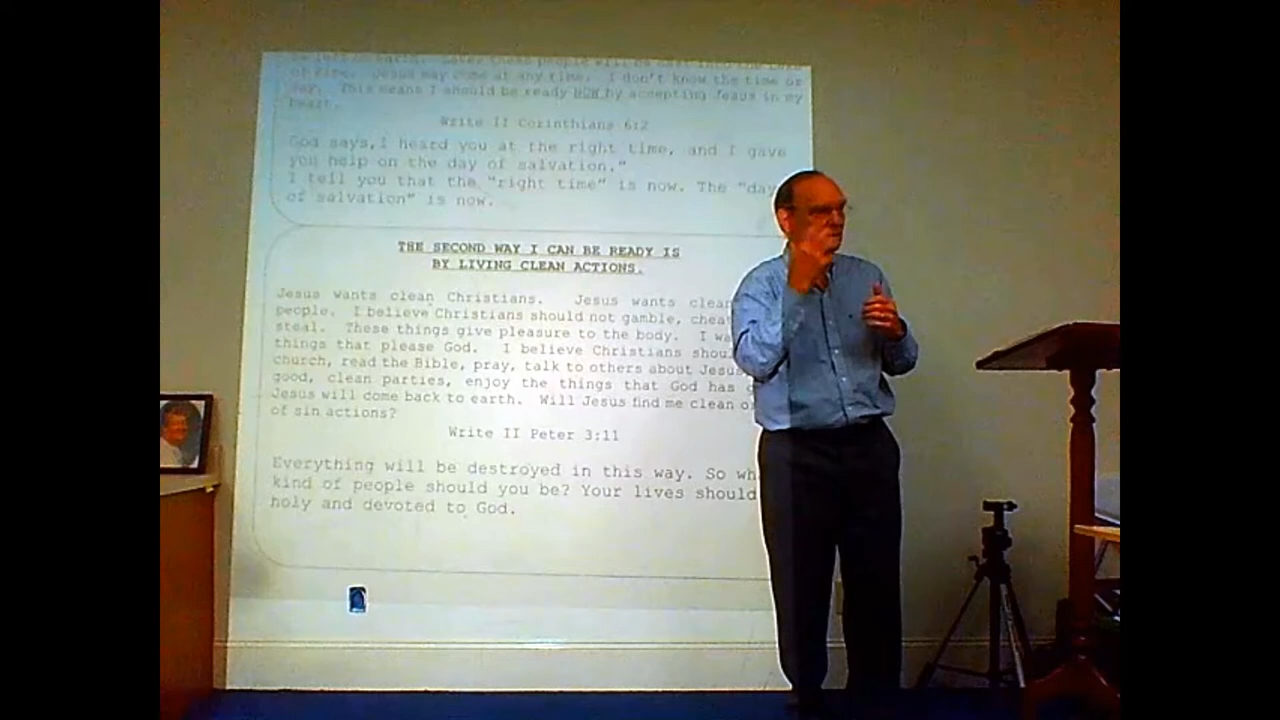 of Fire. Jesus may come at any time. I don't know the time or
day. This means I should be ready NOW by accepting Jesus in my
heart.
Write II Corinthians 6:2
God says, I heard you at the right time, and I gave
you help on the day of salvation."
I tell you that the "right time" is now. The "day
of salvation" is now.
THE SECOND WAY I CAN BE READY IS
BY LIVING CLEAN ACTIONS.
Jesus wants clean Christians. Jesus wants clean
people. I believe Christians should not gamble, cheat
steal. These things give pleasure to the body. I wa
things that please God. I believe Christians shou
church, read the Bible, pray, talk to others about Jesus
good, clean parties, enjoy the things that God has
Jesus will come back to earth. Will Jesus find me clean o
of sin actions?
Write II Peter 3:11
Everything will be destroyed in this way. So wh
kind of people should you be? Your lives should
holy and devoted to God.